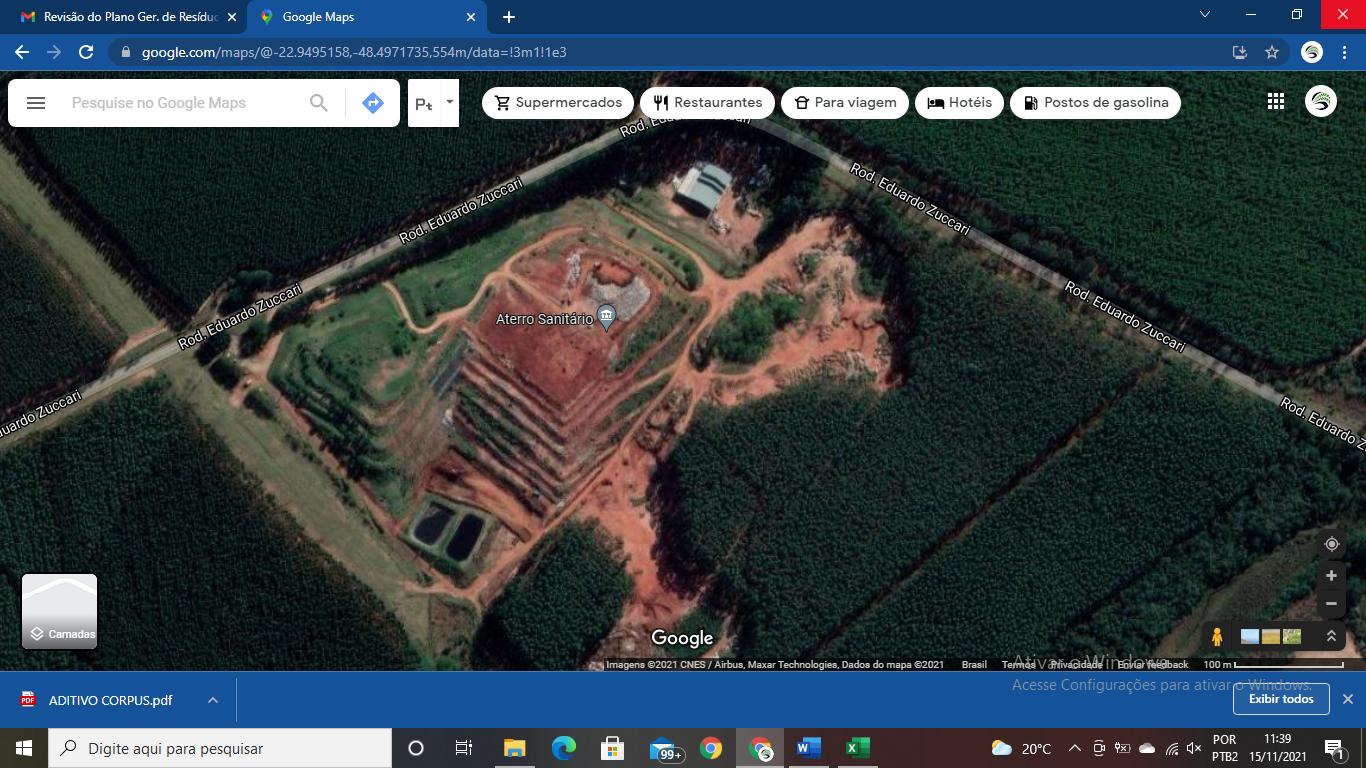 Revisão do Plano Ger. de Resíduc
Google Maps
google.com/maps/@-22.9495158,-48.4971735,554m/data=!3m1!1e3
Pesquise no Google Maps
Pt
Supermercados
Restaurantes
Para viagem
Hotéis
Postos de gasolina
Rod. Eduardo Zuccari
Rod. Eduardo Zuccari
Rod. Eduardo Zuccari
Rod. Eduardo Zuccari
Rod. Eduardo Zuccari
Aterro Sanitário
Camadas
Google
Imagens ©2021 CNES / Airbus, Maxar Technologies, Dados do mapa ©2021 Brasil Termos Privacidade Enviar feedback 100 m
Ativar o Windows
Acesse Configurações para ativar o Windows.
PDF
ADITIVO CORPUS.pdf
Exibir todos
Digite aqui para pesquisar
99+
20°C
POR
PTB2
11:39
15/11/2021
1